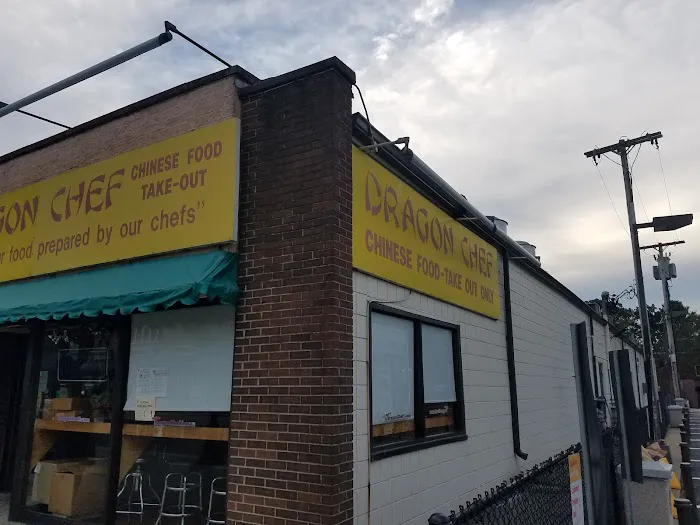 GON CHEF
CHINESE FOOD
TAKE-OUT
r food prepared by our chefs"
DRAGON CHEF
CHINESE FOOD-TAKE OUT ONLY